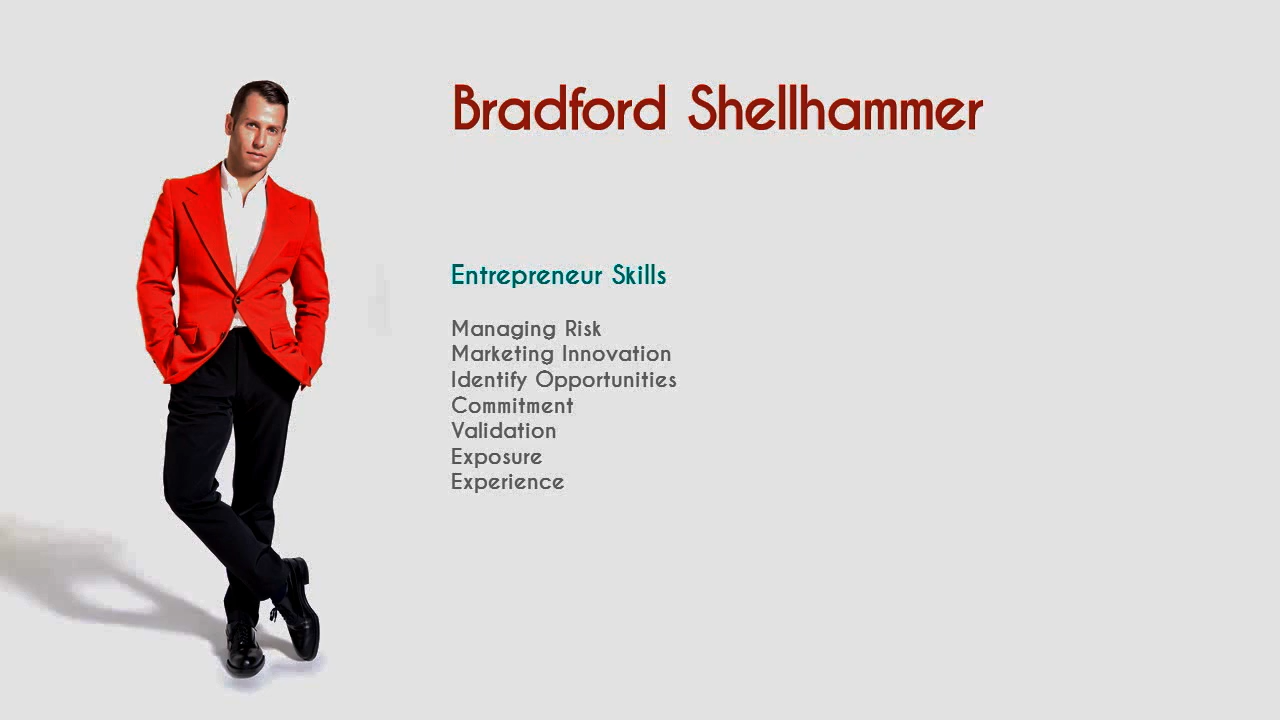 Bradford Shellhammer
Entrepreneur Skills
Managing Risk
Marketing Innovation
Identify Opportunities
Commitment
Validation
Exposure
Experience